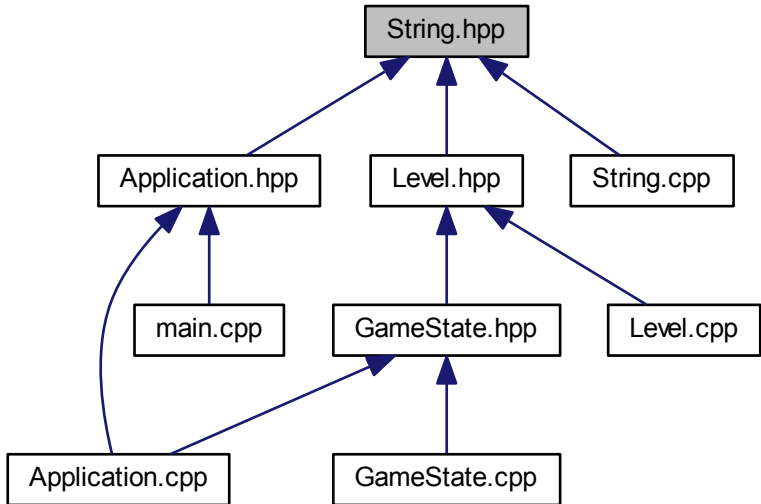 String.hpp
Application.hpp
Level.hpp
String.cpp
main.cpp
GameState.hpp
Level.cpp
Application.cpp
GameState.cpp